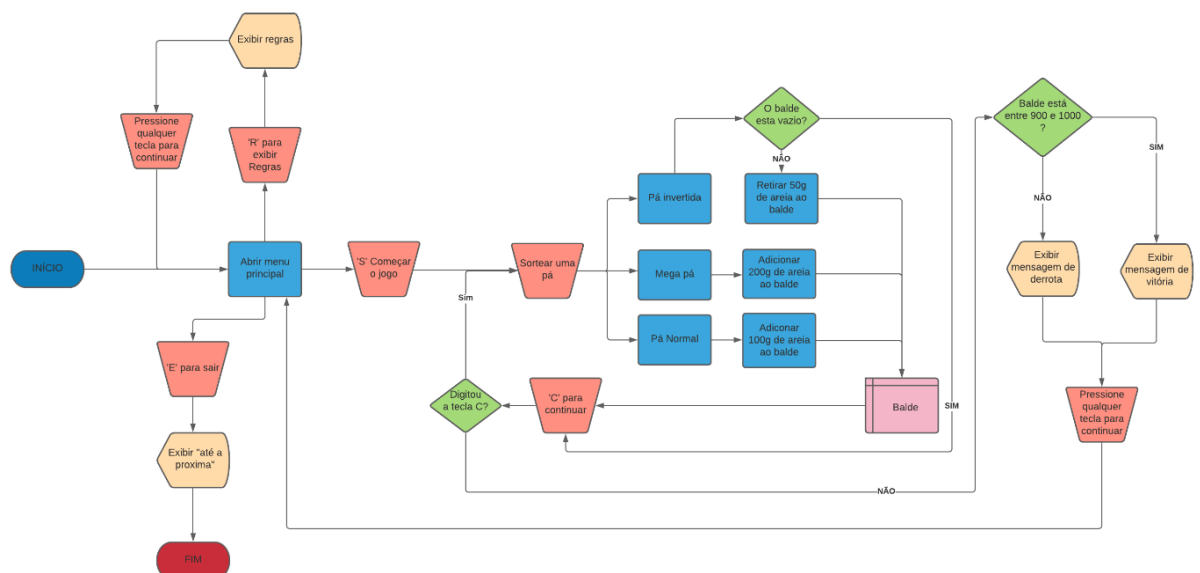 Exibir regras
Pressione
qualquer
tecla para
continuar
'R' para
exibir
Regras
INÍCIO
Abrir menu
principal
'S' Começar
o jogo
'E' para sair
Exibir "até a
proxima"
FIM
Sortear uma
pá
Sim
Pá invertida
Mega pá
Pá Normal
O balde
esta vazio?
NÃO
Retirar 50g
de areia ao
balde
Adicionar
200g de areia
ao balde
Adiconar
100g de areia
ao balde
SIM
Balde
'C' para
continuar
Digitou
a tecla C?
NÃO
Balde está
entre 900 e 1000
?
NÃO
SIM
Exibir
mensagem de
derrota
Exibir
mensagem de
vitória
Pressione
qualquer
tecla para
continuar